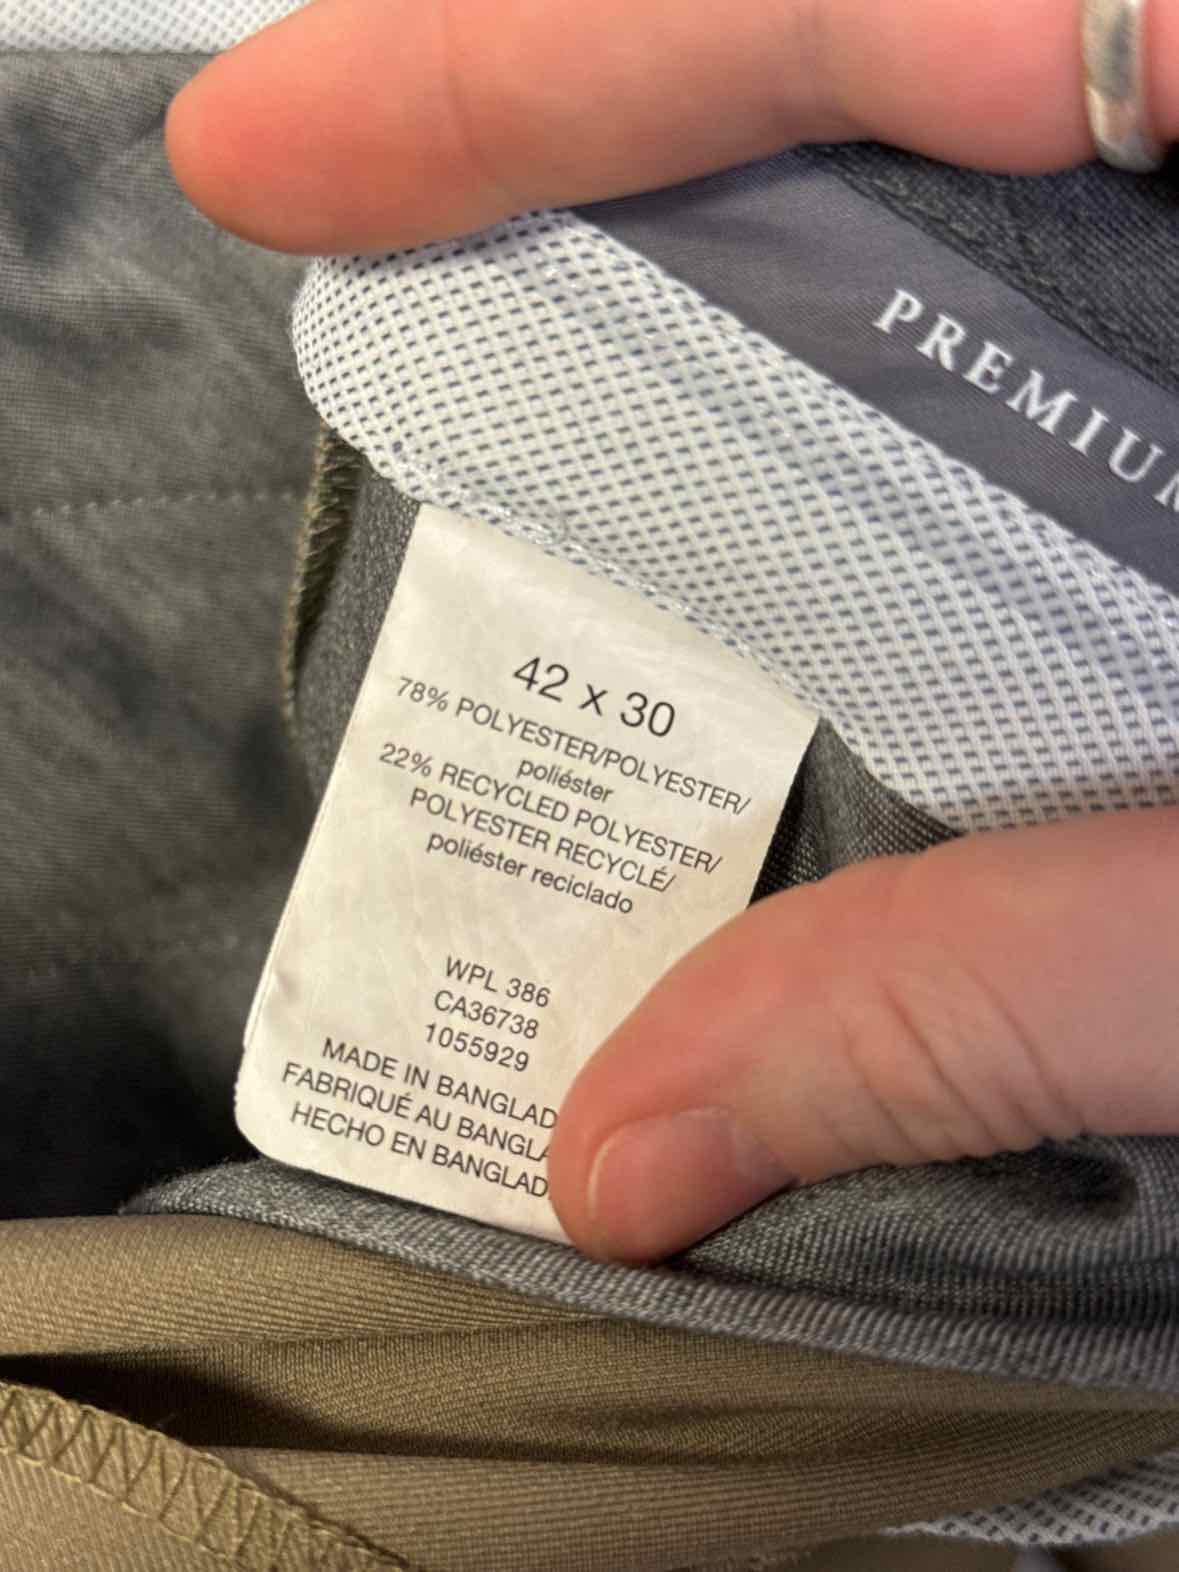 PREMIU
42 x 30
78% POLYESTER/POLYESTER/
poliéster
22% RECYCLED POLYESTER/
POLYESTER RECYCLÉ/
poliéster reciclado
WPL 386
CA36738
1055929
MADE IN BANGLAD
FABRIQUÉ AU BANGLA
HECHO EN BANGLAD